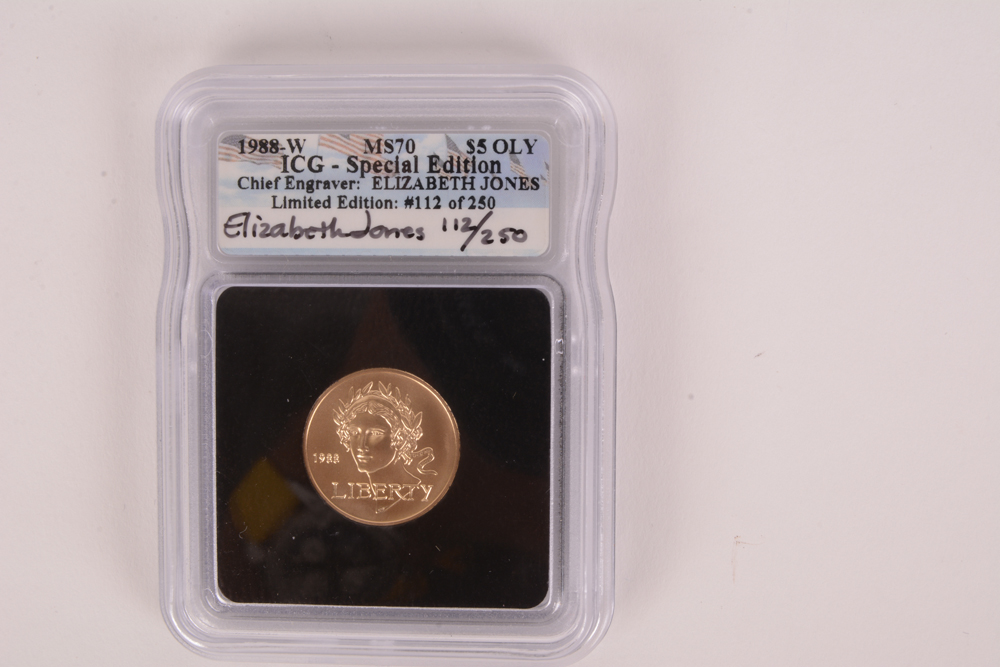 1988-W MS70 $5 OLY
ICG - Special Edition
Chief Engraver: ELIZABETH JONES
Limited Edition: #112 of 250
Elizabeth Jones 112/250
1988
LIBERTY